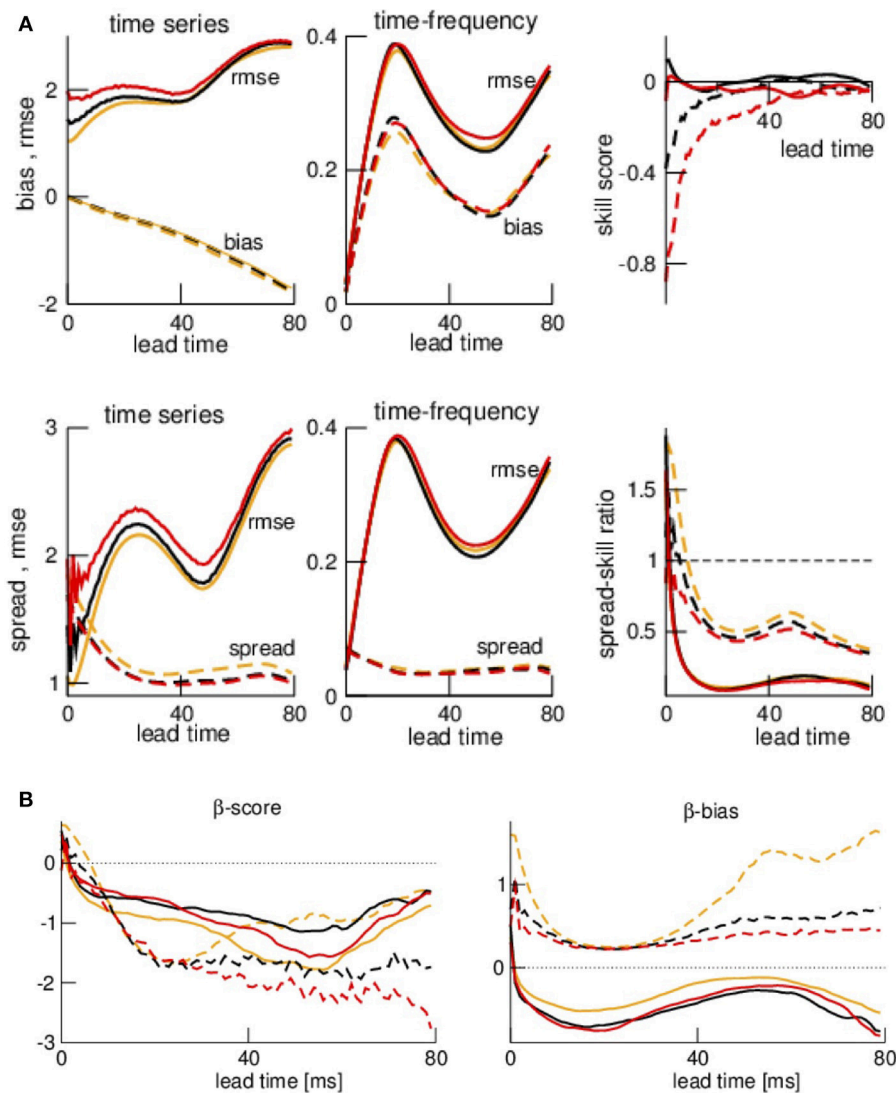 A
time series
time-frequency
bias , rmse
2
0
-2
rmse
bias
0 40 80
lead time
0.4
0.2
0
rmse
bias
0 40 80
lead time
skill score
0
-0.4
-0.8
40 80
lead time
time series
time-frequency
spread , rmse
3
2
1
rmse
spread
0 40 80
lead time
0.4
0.2
0
rmse
spread
0 40 80
lead time
spread-skill ratio
1.5
1
0.5
0 40 80
lead time
B
β-score
0
-1
-2
-3
0 40 80
lead time [ms]
β-bias
1
0
0 40 80
lead time [ms]